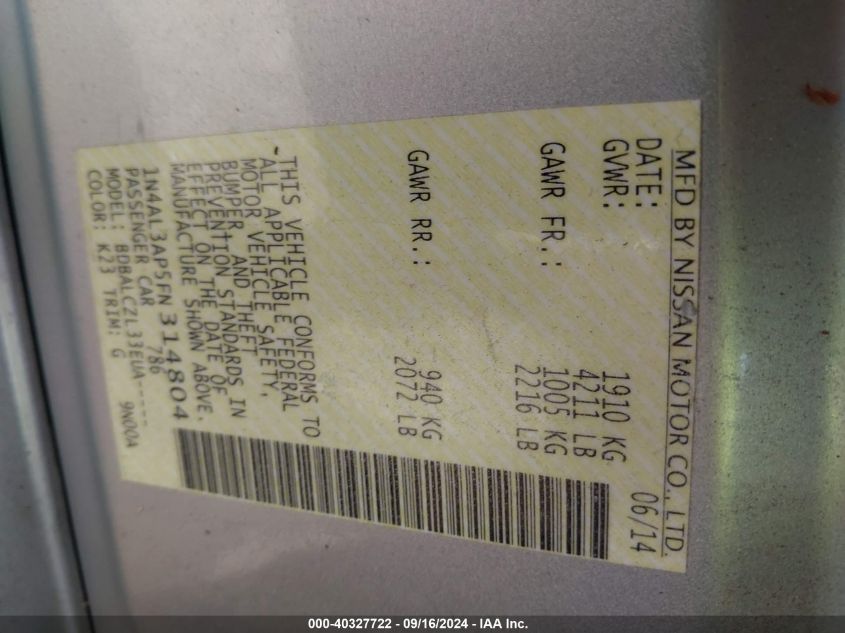 MFD BY NISSAN MOTOR CO., LTD.
DATE: 06/14
GVWR: 1910 KG
4211 LB
GAWR FR.: 1005 KG
2216 LB
GAWR RR.: 940 KG
2072 LB
-THIS VEHICLE CONFORMS TO
ALL APPLICABLE FEDERAL
MOTOR VEHICLE SAFETY,
BUMPER, AND THEFT
PREVENTION STANDARDS IN
EFFECT ON THE DATE OF
MANUFACTURE SHOWN ABOVE.
1N4AL3AP5FN314804
PASSENGER CAR 786
MODEL: BDBALCZL33EUA-----
COLOR: K23 TRIM: G 9N00A
000-40327722 - 09/16/2024 - IAA Inc.